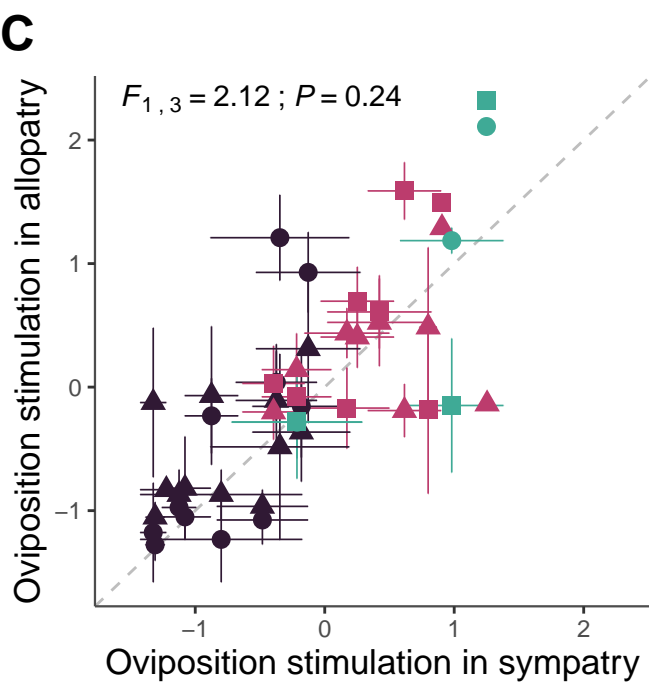 C
F1 , 3 = 2.12 ; P = 0.24
Oviposition stimulation in allopatry
2
1
0
−1
−1 0 1 2
Oviposition stimulation in sympatry